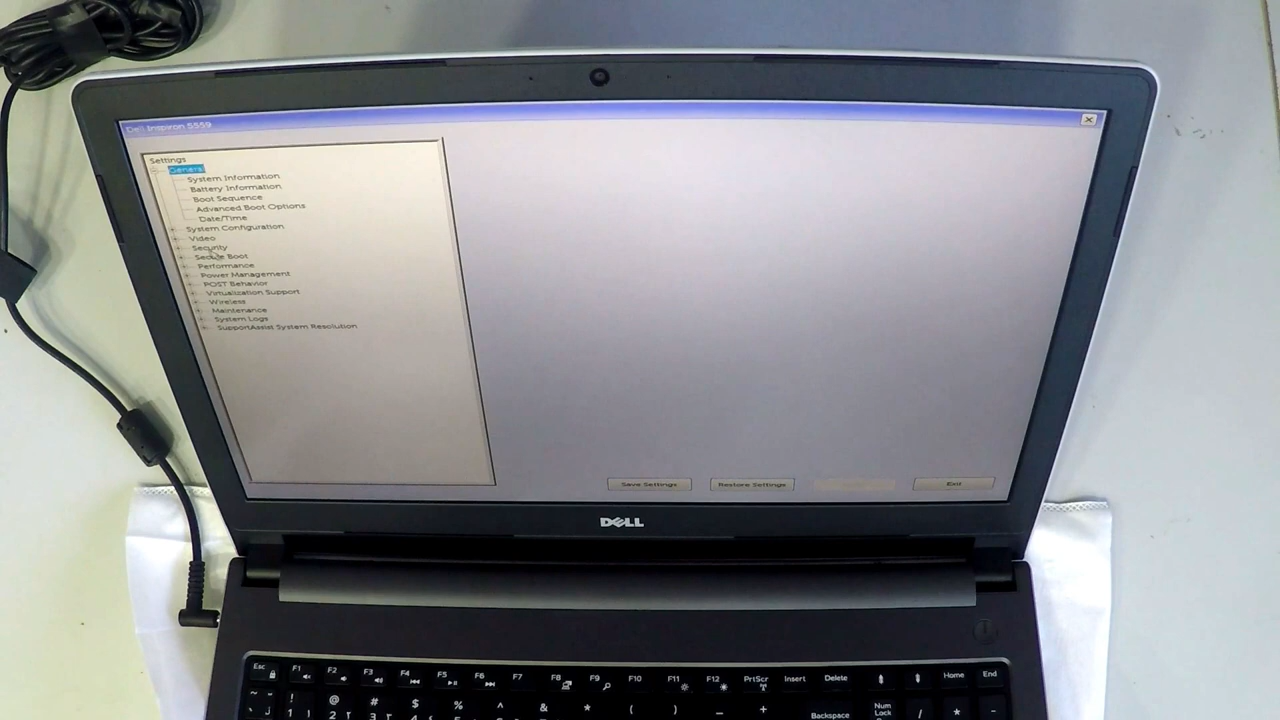 Dell Inspiron 5559
Settings
General
System Information
Battery Information
Boot Sequence
Advanced Boot Options
Date/Time
System Configuration
Video
Security
Secure Boot
Performance
Power Management
POST Behavior
Virtualization Support
Wireless
Maintenance
System Logs
SupportAssist System Resolution
Save Settings Restore Settings Exit
DELL
Esc F1 F2 F3 F4 F5 F6 F7 F8 F9 F10 F11 F12 PrtScr Insert Delete Home End
~ ! @ # $ % ^ & * ( ) _ + Backspace Num Lock / * -